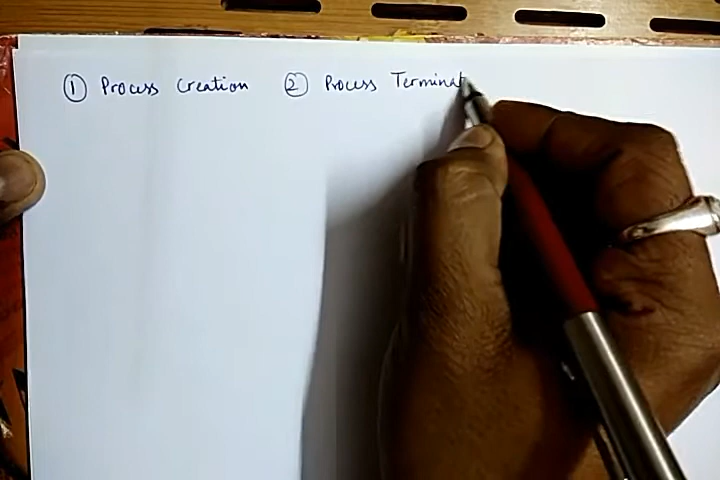 ① Process Creation ② Process Terminat